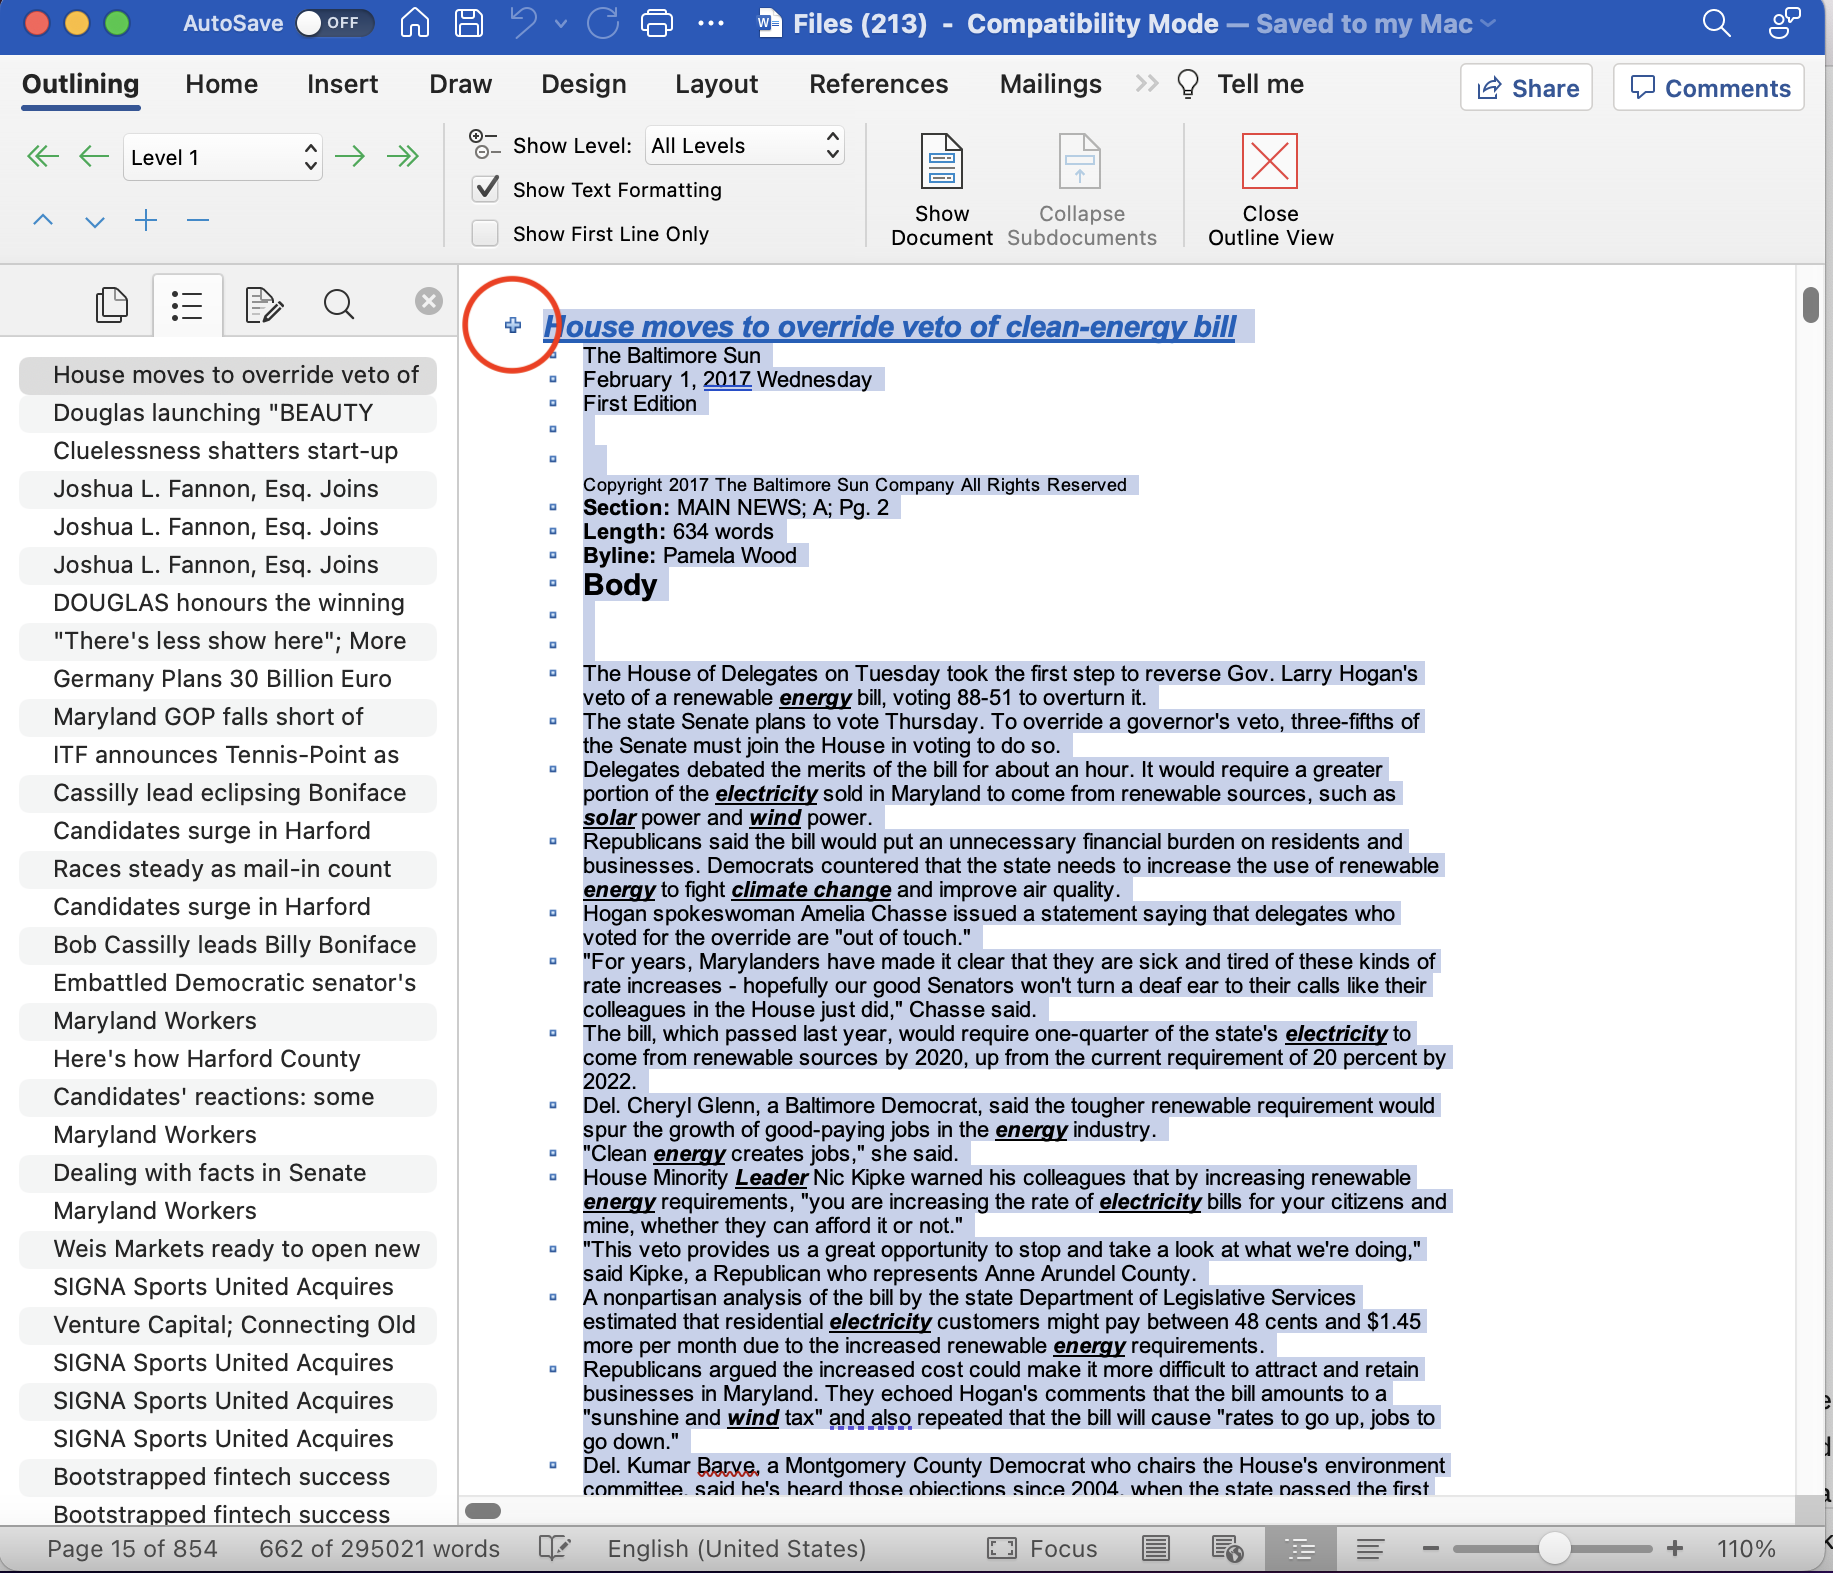 AutoSave OFF
Files (213) - Compatibility Mode — Saved to my Mac
Outlining Home Insert Draw Design Layout References Mailings Tell me Share Comments
Level 1
Show Level: All Levels
Show Text Formatting
Show First Line Only
Show Document
Collapse Subdocuments
Close Outline View
House moves to override veto of
Douglas launching "BEAUTY
Cluelessness shatters start-up
Joshua L. Fannon, Esq. Joins
Joshua L. Fannon, Esq. Joins
Joshua L. Fannon, Esq. Joins
DOUGLAS honours the winning
"There's less show here"; More
Germany Plans 30 Billion Euro
Maryland GOP falls short of
ITF announces Tennis-Point as
Cassilly lead eclipsing Boniface
Candidates surge in Harford
Races steady as mail-in count
Candidates surge in Harford
Bob Cassilly leads Billy Boniface
Embattled Democratic senator's
Maryland Workers
Here's how Harford County
Candidates' reactions: some
Maryland Workers
Dealing with facts in Senate
Maryland Workers
Weis Markets ready to open new
SIGNA Sports United Acquires
Venture Capital; Connecting Old
SIGNA Sports United Acquires
SIGNA Sports United Acquires
SIGNA Sports United Acquires
Bootstrapped fintech success
Bootstrapped fintech success
House moves to override veto of clean-energy bill
The Baltimore Sun
February 1, 2017 Wednesday
First Edition
Copyright 2017 The Baltimore Sun Company All Rights Reserved
Section: MAIN NEWS; A; Pg. 2
Length: 634 words
Byline: Pamela Wood
Body
The House of Delegates on Tuesday took the first step to reverse Gov. Larry Hogan's
veto of a renewable energy bill, voting 88-51 to overturn it.
The state Senate plans to vote Thursday. To override a governor's veto, three-fifths of
the Senate must join the House in voting to do so.
Delegates debated the merits of the bill for about an hour. It would require a greater
portion of the electricity sold in Maryland to come from renewable sources, such as
solar power and wind power.
Republicans said the bill would put an unnecessary financial burden on residents and
businesses. Democrats countered that the state needs to increase the use of renewable
energy to fight climate change and improve air quality.
Hogan spokeswoman Amelia Chasse issued a statement saying that delegates who
voted for the override are "out of touch."
"For years, Marylanders have made it clear that they are sick and tired of these kinds of
rate increases - hopefully our good Senators won't turn a deaf ear to their calls like their
colleagues in the House just did," Chasse said.
The bill, which passed last year, would require one-quarter of the state's electricity to
come from renewable sources by 2020, up from the current requirement of 20 percent by
2022.
Del. Cheryl Glenn, a Baltimore Democrat, said the tougher renewable requirement would
spur the growth of good-paying jobs in the energy industry.
"Clean energy creates jobs," she said.
House Minority Leader Nic Kipke warned his colleagues that by increasing renewable
energy requirements, "you are increasing the rate of electricity bills for your citizens and
mine, whether they can afford it or not."
"This veto provides us a great opportunity to stop and take a look at what we're doing,"
said Kipke, a Republican who represents Anne Arundel County.
A nonpartisan analysis of the bill by the state Department of Legislative Services
estimated that residential electricity customers might pay between 48 cents and $1.45
more per month due to the increased renewable energy requirements.
Republicans argued the increased cost could make it more difficult to attract and retain
businesses in Maryland. They echoed Hogan's comments that the bill amounts to a
"sunshine and wind tax" and also repeated that the bill will cause "rates to go up, jobs to
go down."
Del. Kumar Barve, a Montgomery County Democrat who chairs the House's environment
committee, said he's heard those objections since 2004, when the state passed the first
Page 15 of 854 662 of 295021 words English (United States) Focus 110%